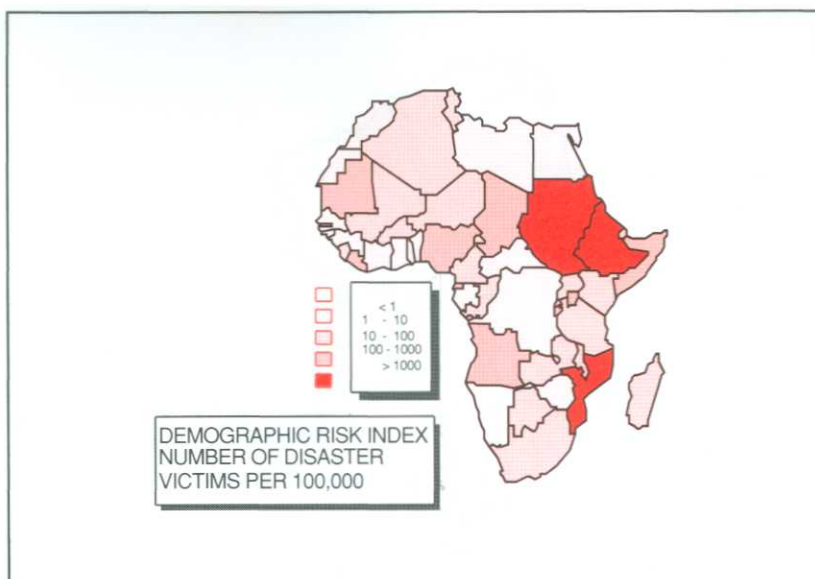 < 1
1 - 10
10 - 100
100 - 1000
> 1000
DEMOGRAPHIC RISK INDEX
NUMBER OF DISASTER
VICTIMS PER 100,000